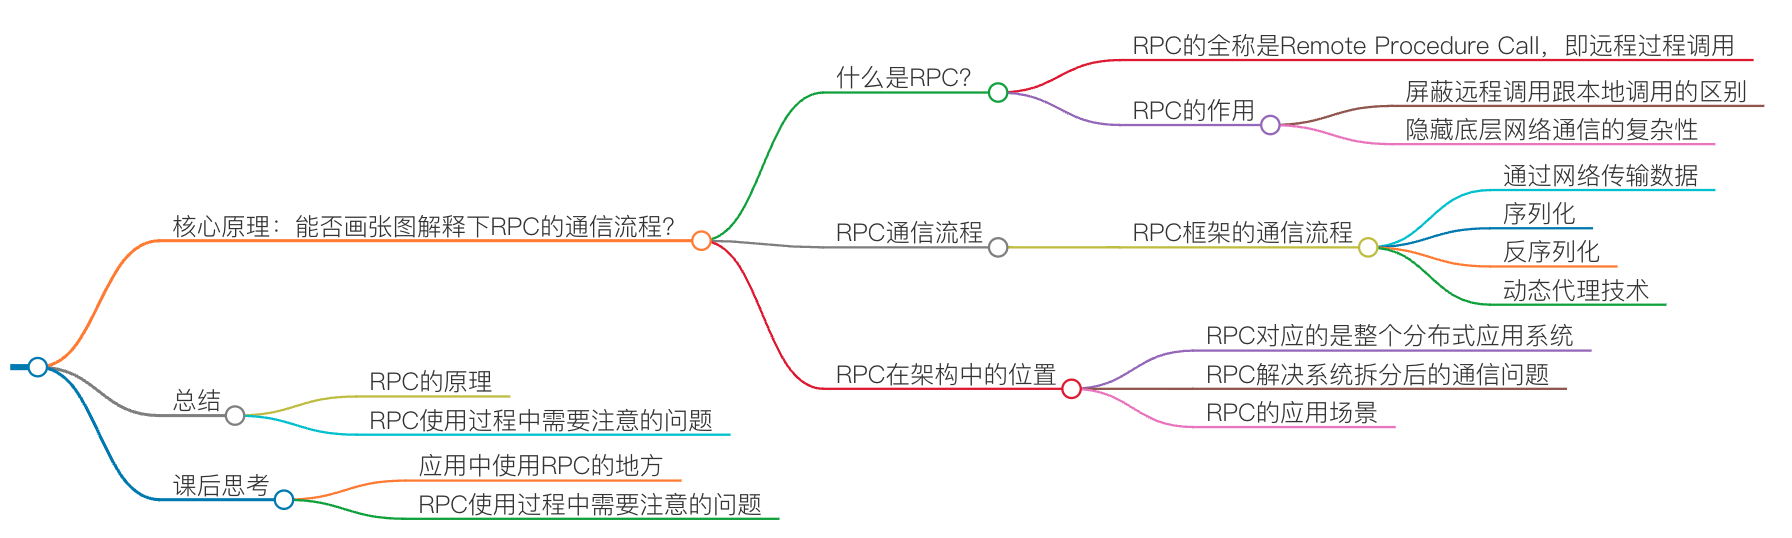 核心原理：能否画张图解释下RPC的通信流程？
什么是RPC？
RPC的全称是Remote Procedure Call，即远程过程调用
RPC的作用
屏蔽远程调用跟本地调用的区别
隐藏底层网络通信的复杂性
RPC通信流程
RPC框架的通信流程
通过网络传输数据
序列化
反序列化
动态代理技术
RPC在架构中的位置
RPC对应的是整个分布式应用系统
RPC解决系统拆分后的通信问题
RPC的应用场景
总结
RPC的原理
RPC使用过程中需要注意的问题
课后思考
应用中使用RPC的地方
RPC使用过程中需要注意的问题